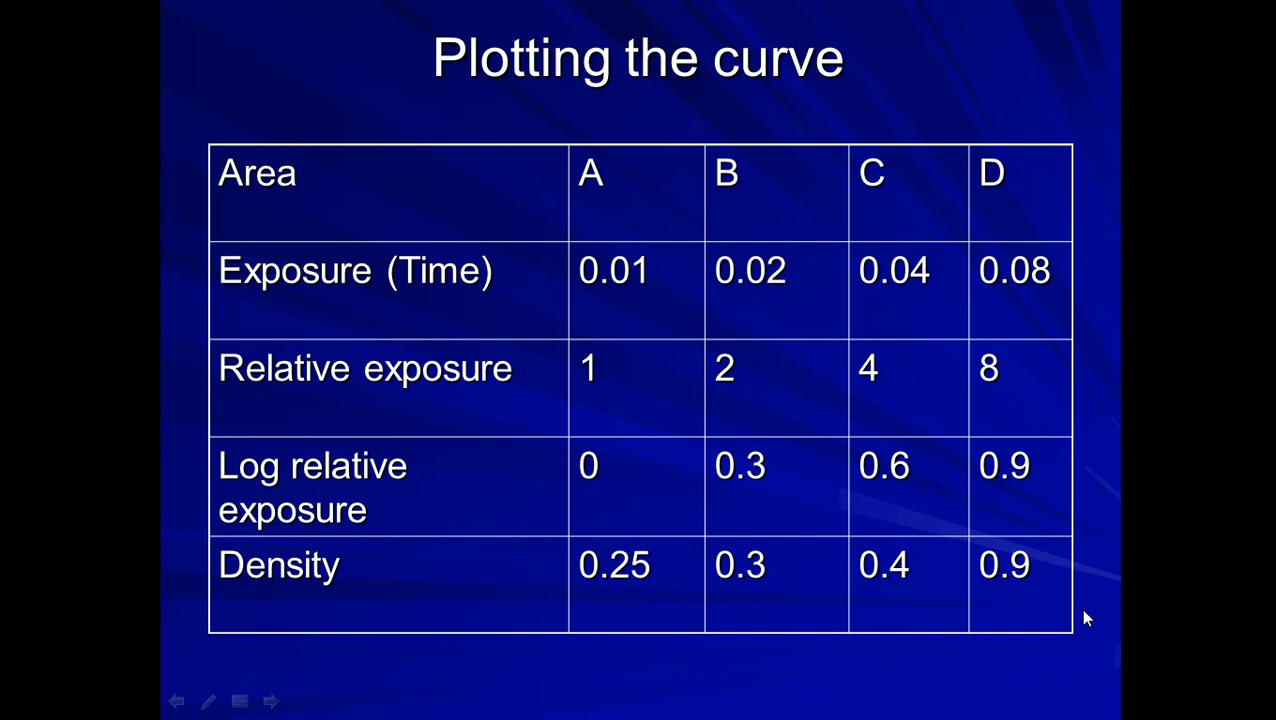 Plotting the curve
Area A B C D
Exposure (Time) 0.01 0.02 0.04 0.08
Relative exposure 1 2 4 8
Log relative 0 0.3 0.6 0.9
exposure
Density 0.25 0.3 0.4 0.9